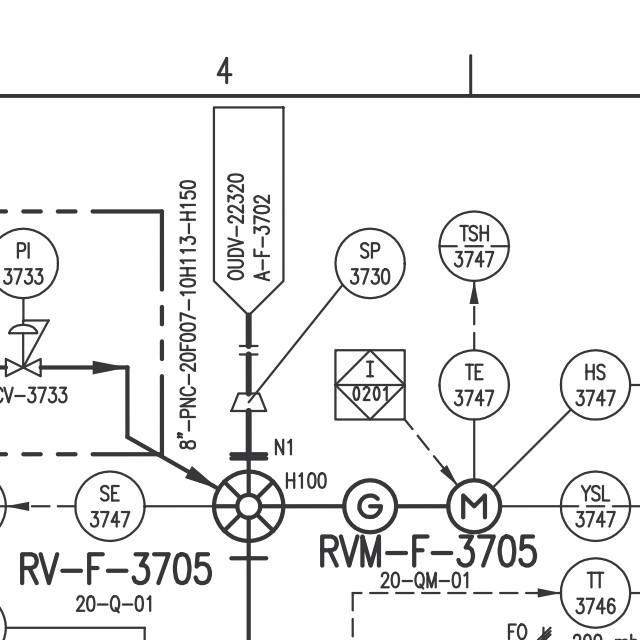 4
8"-PNC-20F007-10H113-H150
OUDV-22320
A-F-3702
PI
3733
SP
3730
TSH
3747
I
0201
TE
3747
HS
3747
CV-3733
N1
H100
SE
3747
G
M
YSL
3747
RV-F-3705
20-Q-01
RVM-F-3705
20-QM-01
TT
3746
FO